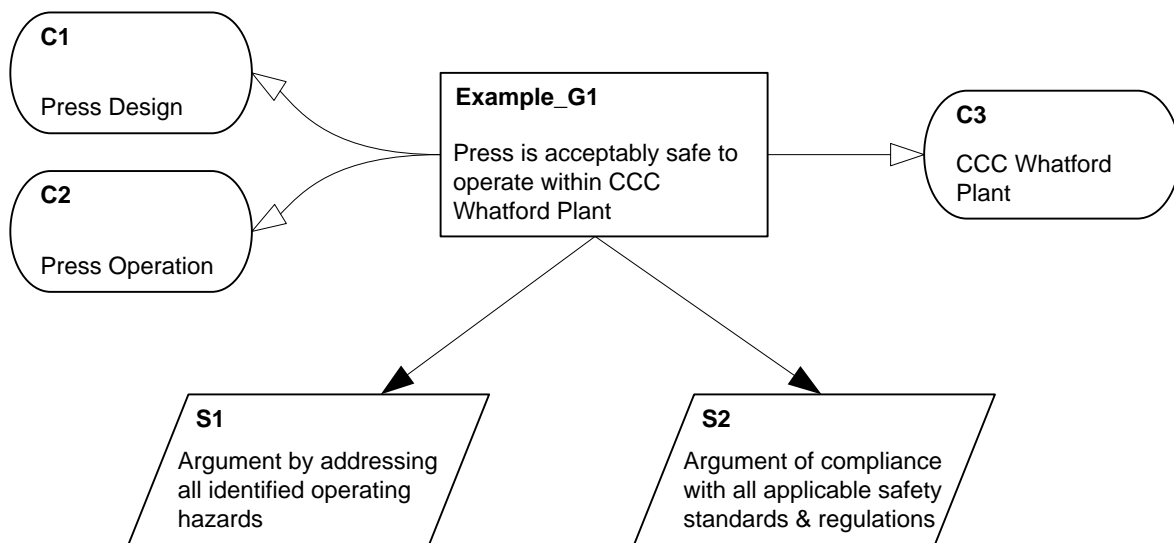 C1
Press Design
C2
Press Operation
Example_G1
Press is acceptably safe to
operate within CCC
Whatford Plant
C3
CCC Whatford
Plant
S1
Argument by addressing
all identified operating
hazards
S2
Argument of compliance
with all applicable safety
standards & regulations